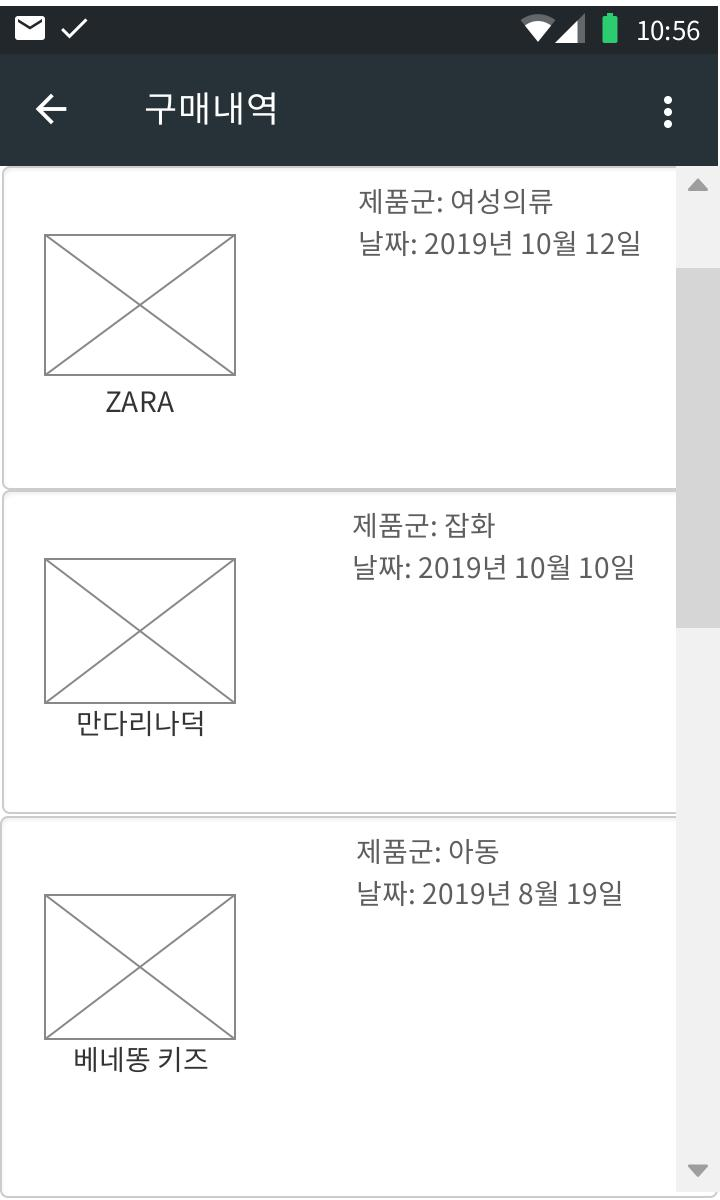 10:56
구매내역
제품군: 여성의류
날짜: 2019년 10월 12일
ZARA
제품군: 잡화
날짜: 2019년 10월 10일
만다리나덕
제품군: 아동
날짜: 2019년 8월 19일
베네똥 키즈